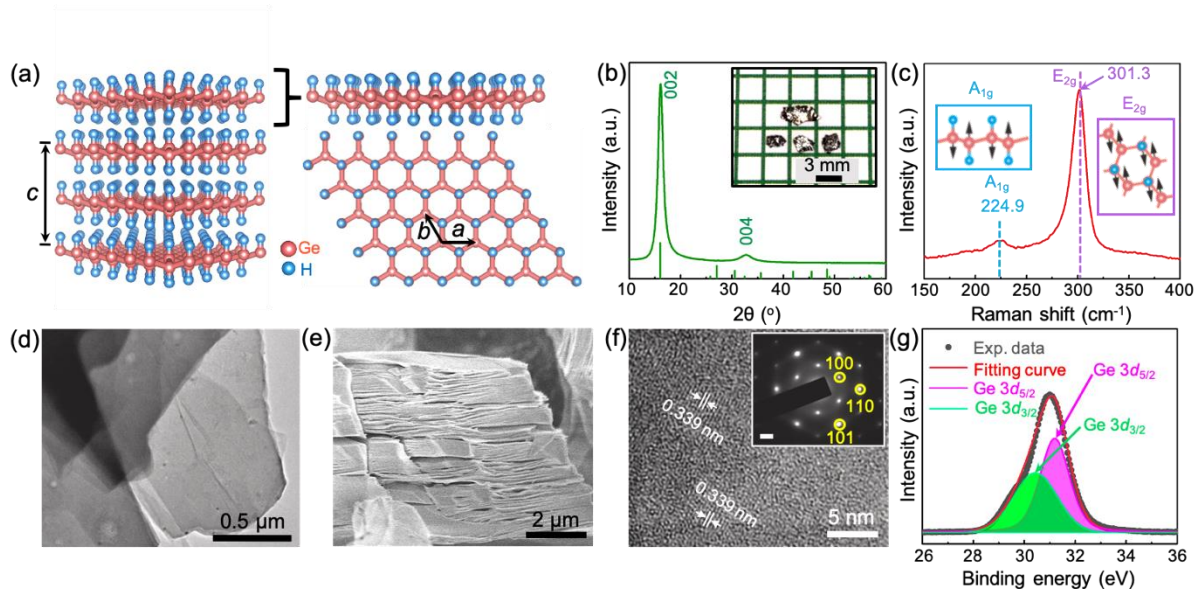 (a)
c
Ge
H
b
a
(b)
002
004
3 mm
Intensity (a.u.)
10 20 30 40 50 60
2θ (°)
(c)
E2g
301.3
A1g
E2g
A1g
224.9
Intensity (a.u.)
150 200 250 300 350 400
Raman shift (cm⁻¹)
(d)
0.5 μm
(e)
2 μm
(f)
100
110
101
0.339 nm
0.339 nm
5 nm
(g)
Exp. data
Fitting curve
Ge 3d5/2
Ge 3d3/2
Ge 3d5/2
Ge 3d3/2
Intensity (a.u.)
26 28 30 32 34 36
Binding energy (eV)